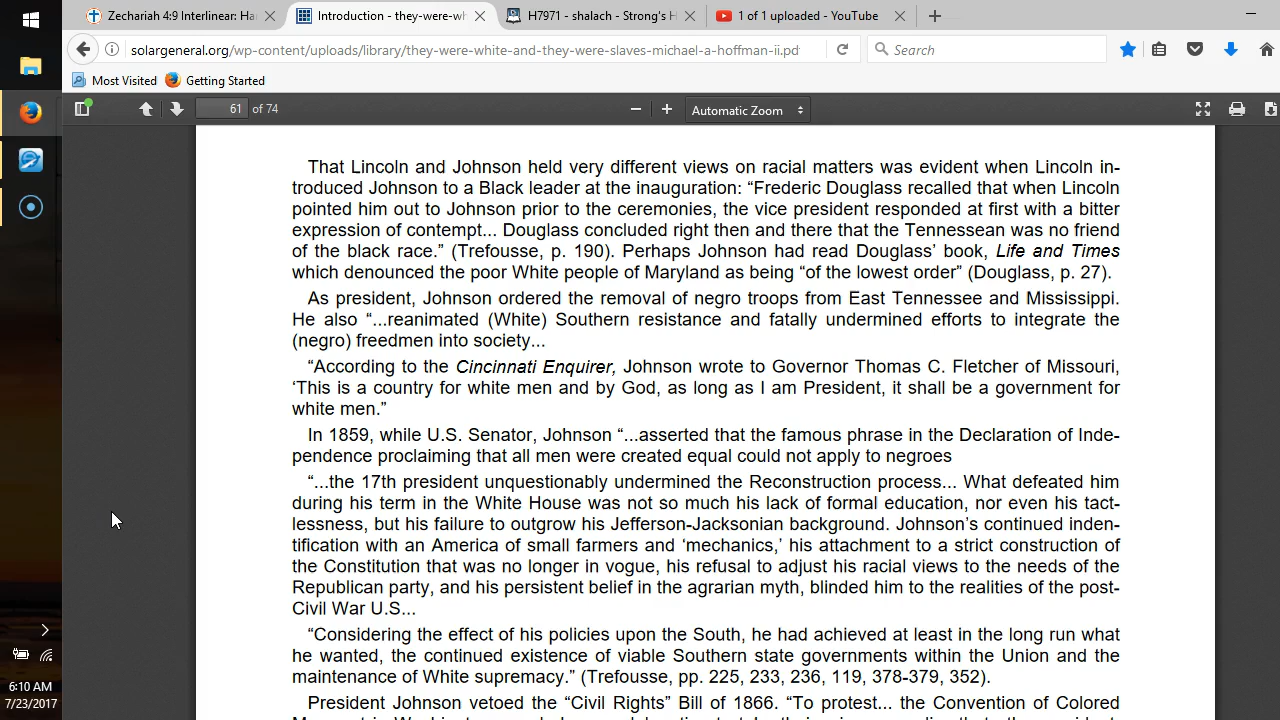 Zechariah 4:9 Interlinear: Ha
Introduction - they-were-wh
H7971 - shalach - Strong's H
1 of 1 uploaded - YouTube
solargeneral.org/wp-content/uploads/library/they-were-white-and-they-were-slaves-michael-a-hoffman-ii.pdf
Search
Most Visited
Getting Started
61 of 74
Automatic Zoom
That Lincoln and Johnson held very different views on racial matters was evident when Lincoln in-
troduced Johnson to a Black leader at the inauguration: “Frederic Douglass recalled that when Lincoln
pointed him out to Johnson prior to the ceremonies, the vice president responded at first with a bitter
expression of contempt... Douglass concluded right then and there that the Tennessean was no friend
of the black race.” (Trefousse, p. 190). Perhaps Johnson had read Douglass’ book, Life and Times
which denounced the poor White people of Maryland as being “of the lowest order” (Douglass, p. 27).
As president, Johnson ordered the removal of negro troops from East Tennessee and Mississippi.
He also “...reanimated (White) Southern resistance and fatally undermined efforts to integrate the
(negro) freedmen into society...
“According to the Cincinnati Enquirer, Johnson wrote to Governor Thomas C. Fletcher of Missouri,
‘This is a country for white men and by God, as long as I am President, it shall be a government for
white men.”
In 1859, while U.S. Senator, Johnson “...asserted that the famous phrase in the Declaration of Inde-
pendence proclaiming that all men were created equal could not apply to negroes
“...the 17th president unquestionably undermined the Reconstruction process... What defeated him
during his term in the White House was not so much his lack of formal education, nor even his tact-
lessness, but his failure to outgrow his Jefferson-Jacksonian background. Johnson’s continued inden-
tification with an America of small farmers and ‘mechanics,’ his attachment to a strict construction of
the Constitution that was no longer in vogue, his refusal to adjust his racial views to the needs of the
Republican party, and his persistent belief in the agrarian myth, blinded him to the realities of the post-
Civil War U.S...
“Considering the effect of his policies upon the South, he had achieved at least in the long run what
he wanted, the continued existence of viable Southern state governments within the Union and the
maintenance of White supremacy.” (Trefousse, pp. 225, 233, 236, 119, 378-379, 352).
President Johnson vetoed the “Civil Rights” Bill of 1866. “To protest... the Convention of Colored
6:10 AM
7/23/2017